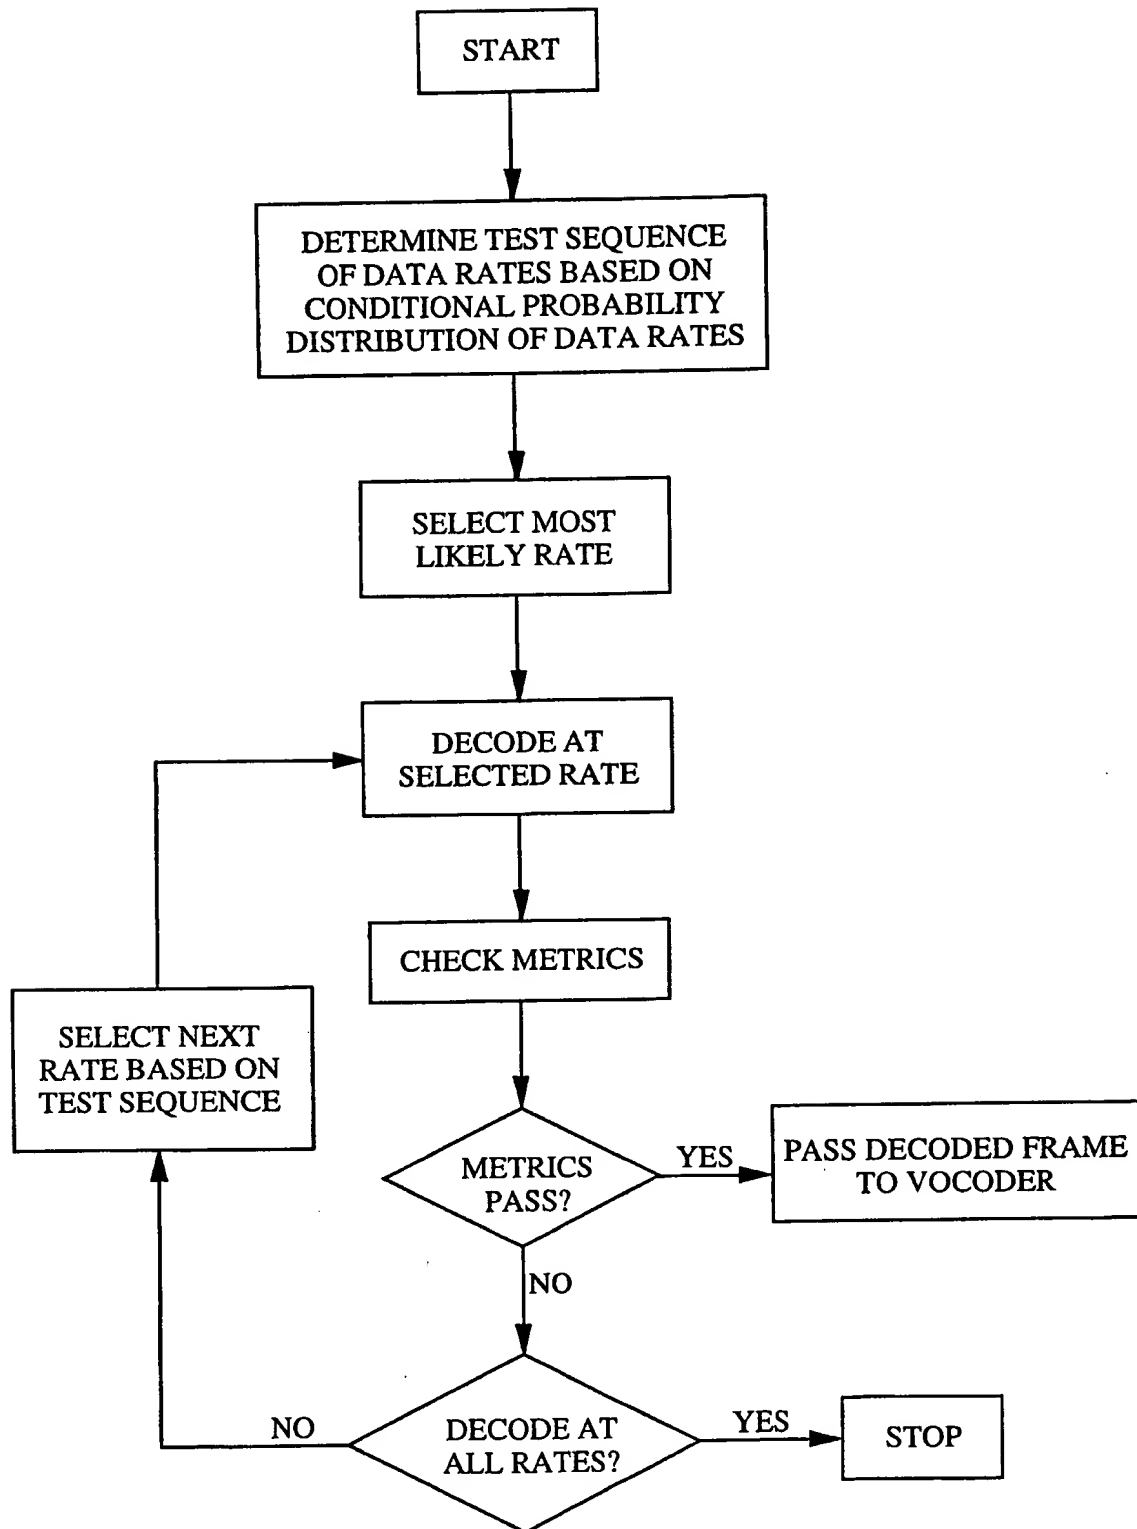 START
DETERMINE TEST SEQUENCE
OF DATA RATES BASED ON
CONDITIONAL PROBABILITY
DISTRIBUTION OF DATA RATES
SELECT MOST
LIKELY RATE
DECODE AT
SELECTED RATE
CHECK METRICS
SELECT NEXT
RATE BASED ON
TEST SEQUENCE
METRICS
PASS?
YES
PASS DECODED FRAME
TO VOCODER
NO
DECODE AT
ALL RATES?
NO
YES
STOP